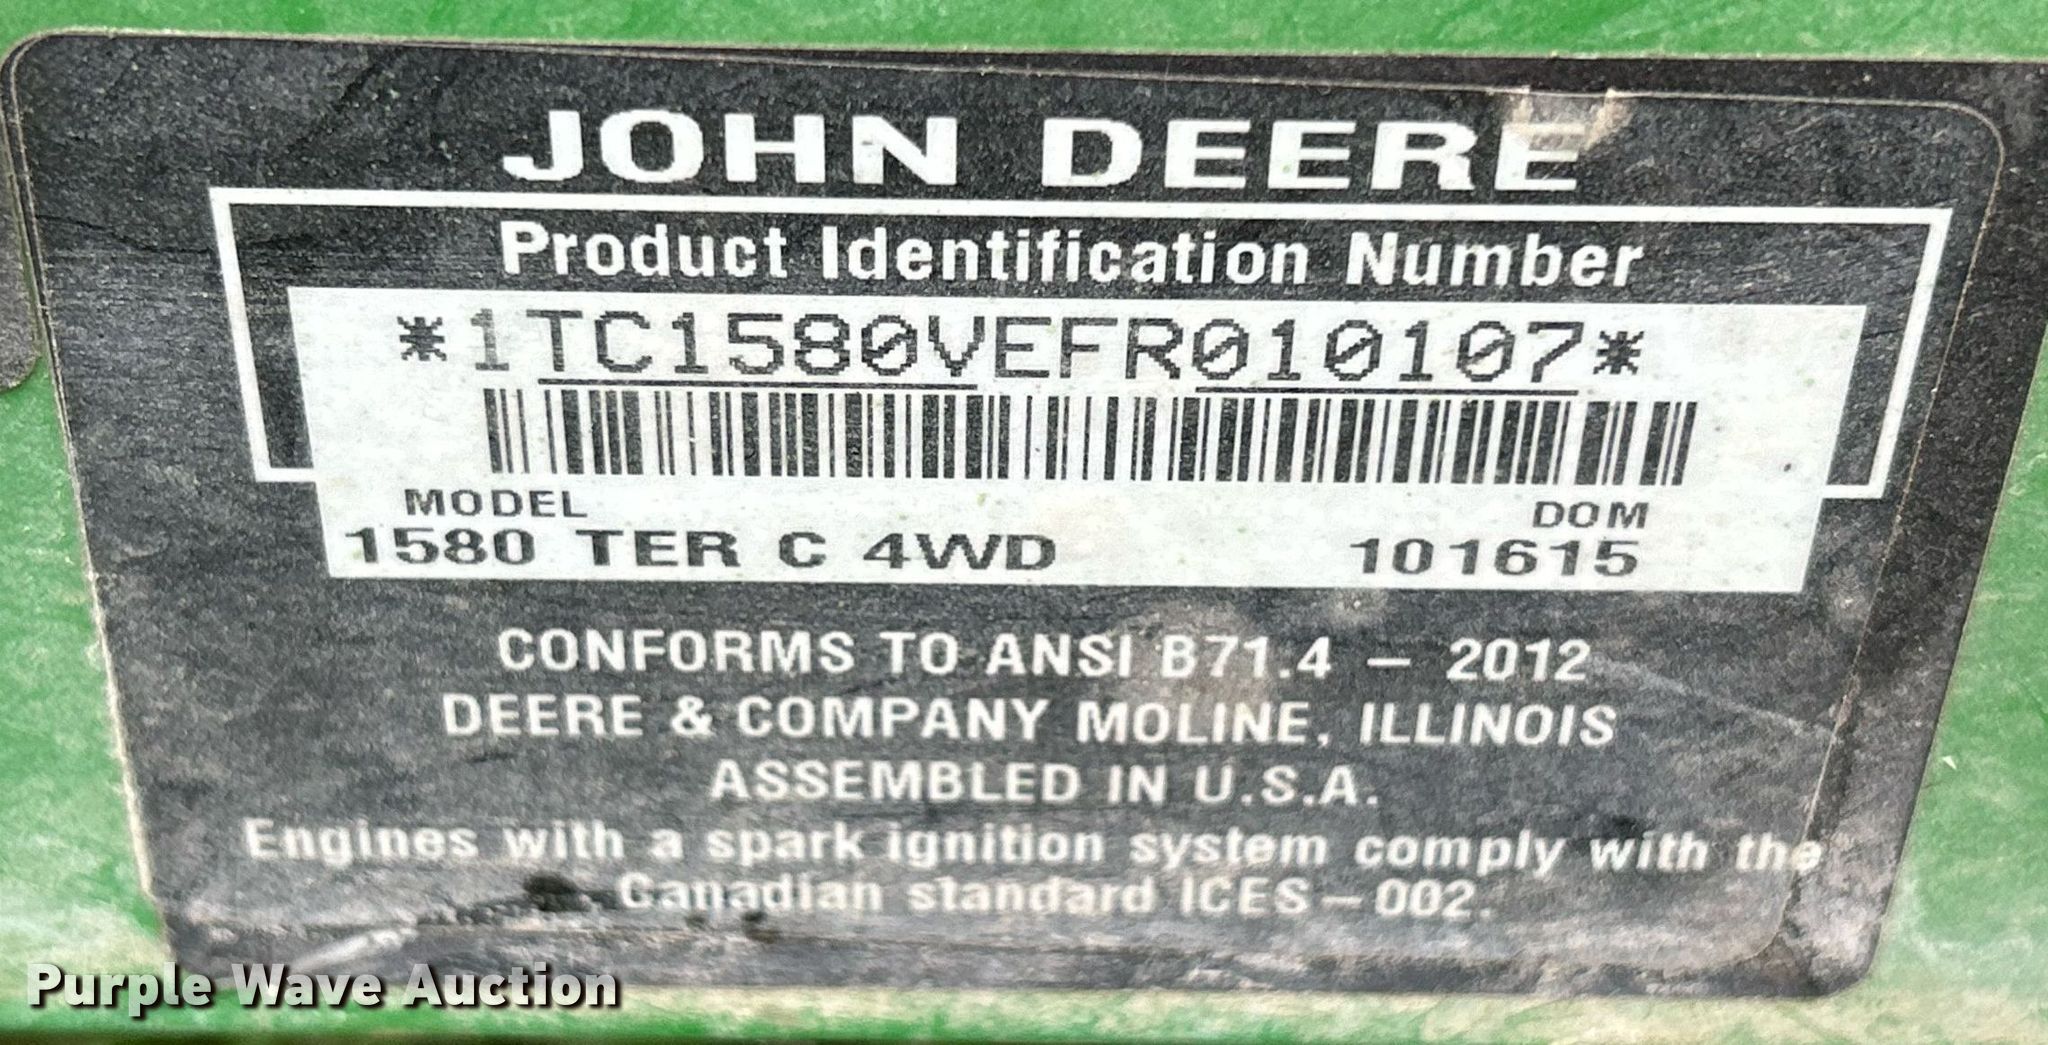 JOHN DEERE
Product Identification Number
*1TC1580VEFR010107*
MODEL DOM
1580 TER C 4WD 101615
CONFORMS TO ANSI B71.4 – 2012
DEERE & COMPANY MOLINE, ILLINOIS
ASSEMBLED IN U.S.A.
Engines with a spark ignition system comply with the
Canadian standard ICES – 002.
Purple Wave Auction